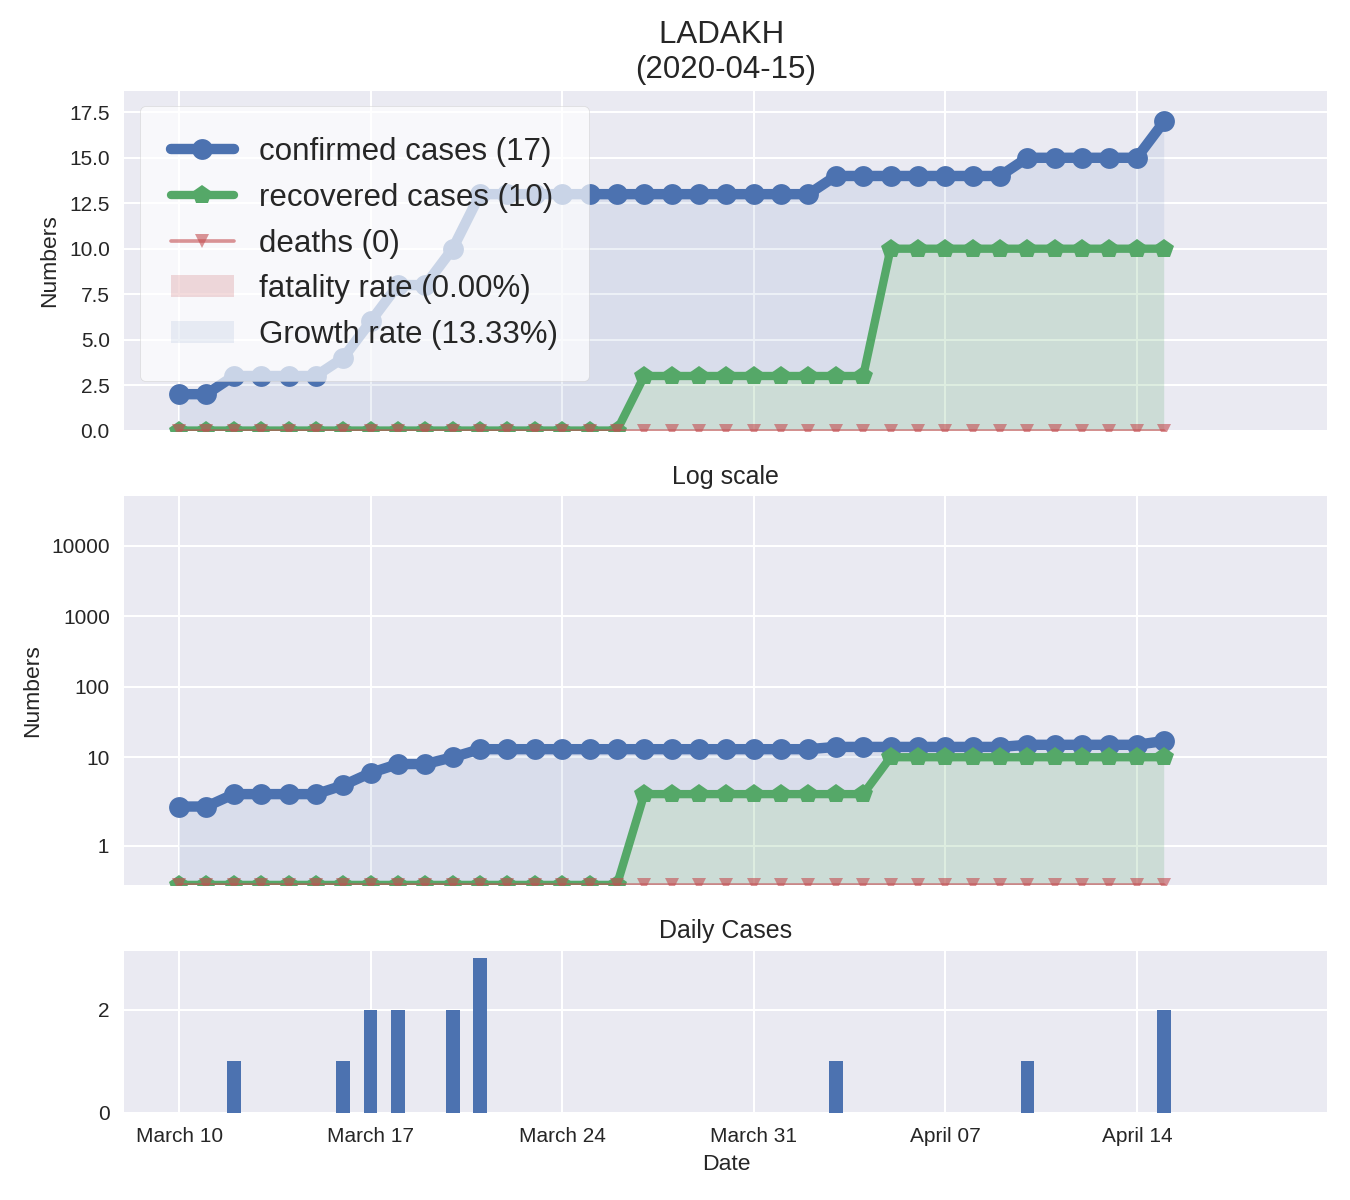 LADAKH
(2020-04-15)
17.5
15.0
12.5
10.0
7.5
5.0
2.5
0.0
Numbers
confirmed cases (17)
recovered cases (10)
deaths (0)
fatality rate (0.00%)
Growth rate (13.33%)
Log scale
10000
1000
100
10
1
Numbers
Daily Cases
2
0
March 10 March 17 March 24 March 31 April 07 April 14
Date